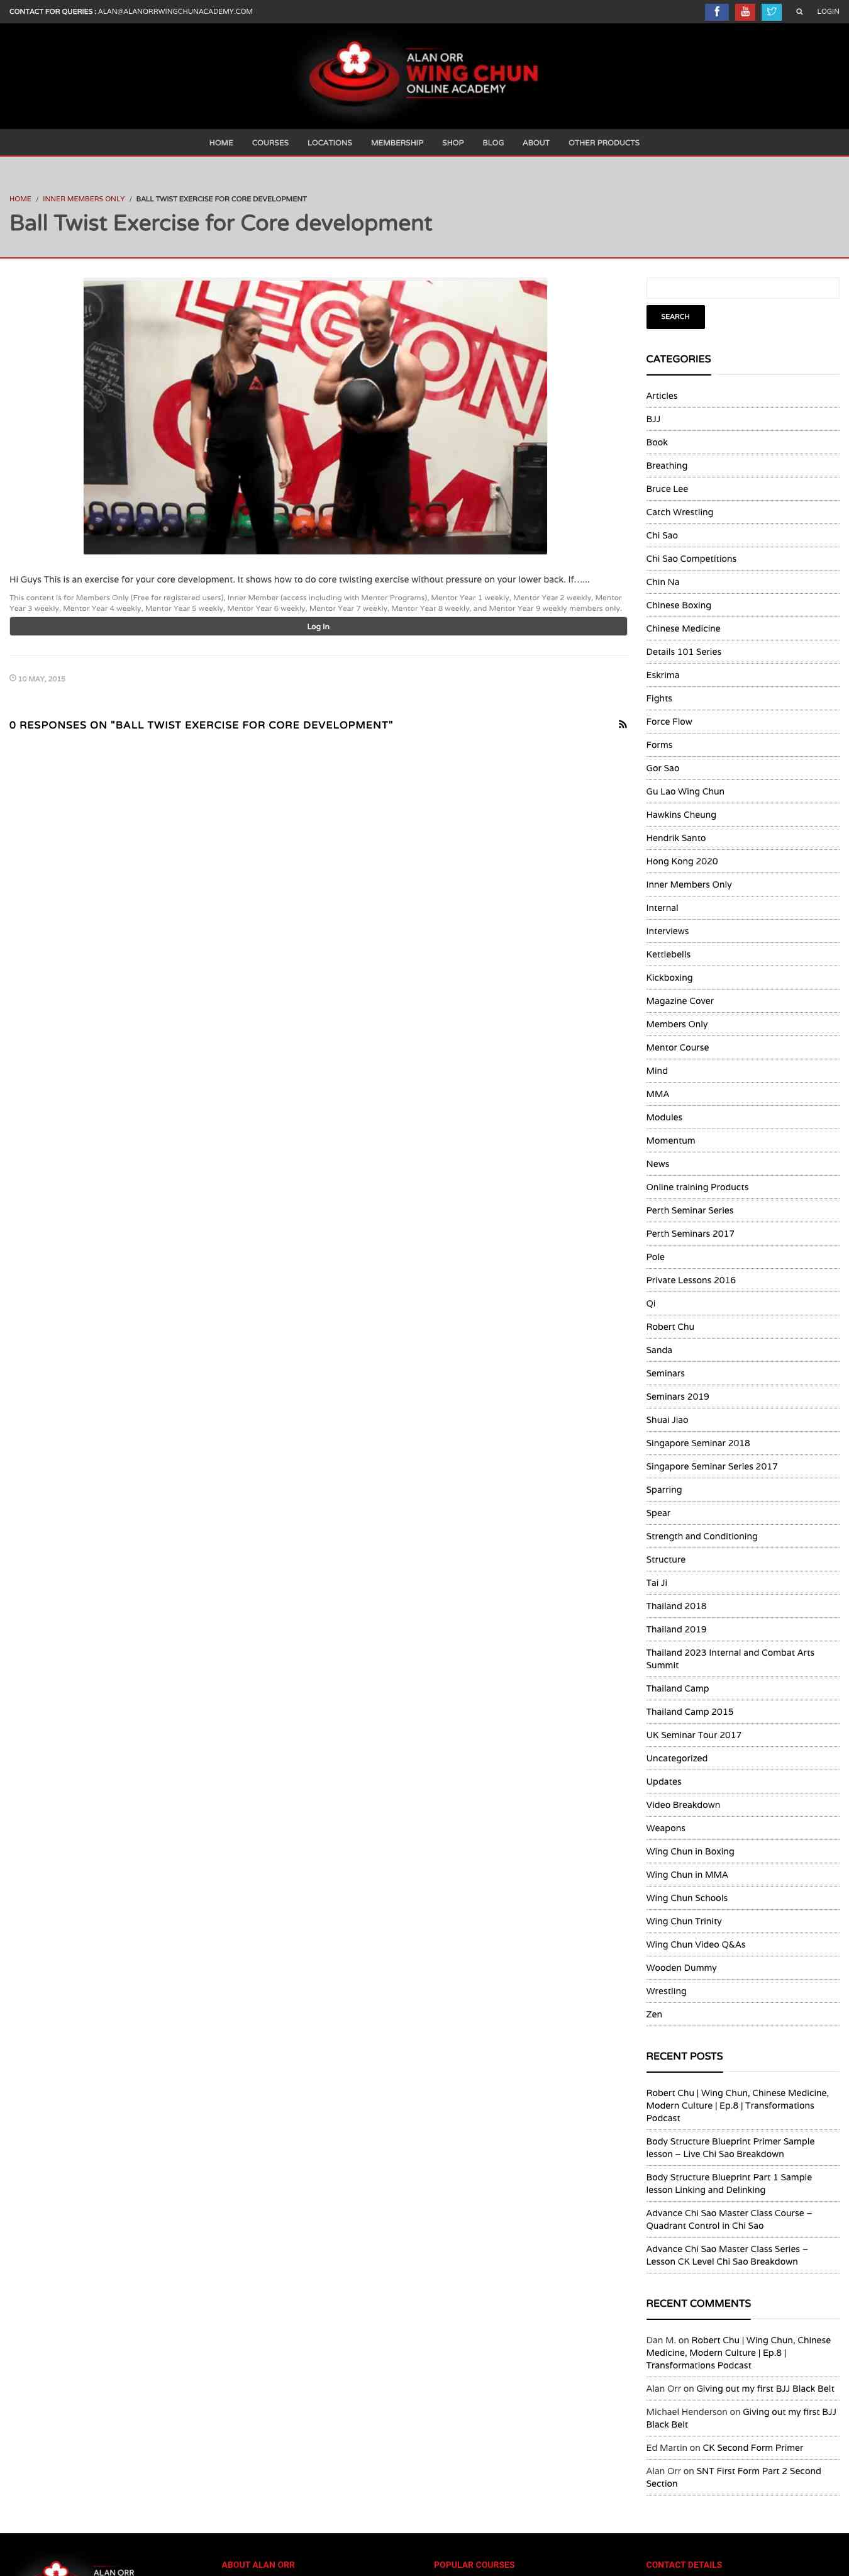 CONTACT FOR QUERIES : ALAN@ALANORRWINGCHUNACADEMY.COM
LOGIN
ALAN ORR
WING CHUN
ONLINE ACADEMY
HOME COURSES LOCATIONS MEMBERSHIP SHOP BLOG ABOUT OTHER PRODUCTS
HOME / INNER MEMBERS ONLY / BALL TWIST EXERCISE FOR CORE DEVELOPMENT
Ball Twist Exercise for Core development
Hi Guys This is an exercise for your core development. It shows how to do core twisting exercise without pressure on your lower back. If…...
This content is for Members Only (Free for registered users), Inner Member (access including with Mentor Programs), Mentor Year 1 weekly, Mentor Year 2 weekly, Mentor
Year 3 weekly, Mentor Year 4 weekly, Mentor Year 5 weekly, Mentor Year 6 weekly, Mentor Year 7 weekly, Mentor Year 8 weekly, and Mentor Year 9 weekly members only.
Log In
10 MAY, 2015
0 RESPONSES ON "BALL TWIST EXERCISE FOR CORE DEVELOPMENT"
SEARCH
CATEGORIES
Articles
BJJ
Book
Breathing
Bruce Lee
Catch Wrestling
Chi Sao
Chi Sao Competitions
Chin Na
Chinese Boxing
Chinese Medicine
Details 101 Series
Eskrima
Fights
Force Flow
Forms
Gor Sao
Gu Lao Wing Chun
Hawkins Cheung
Hendrik Santo
Hong Kong 2020
Inner Members Only
Internal
Interviews
Kettlebells
Kickboxing
Magazine Cover
Members Only
Mentor Course
Mind
MMA
Modules
Momentum
News
Online training Products
Perth Seminar Series
Perth Seminars 2017
Pole
Private Lessons 2016
Qi
Robert Chu
Sanda
Seminars
Seminars 2019
Shuai Jiao
Singapore Seminar 2018
Singapore Seminar Series 2017
Sparring
Spear
Strength and Conditioning
Structure
Tai Ji
Thailand 2018
Thailand 2019
Thailand 2023 Internal and Combat Arts
Summit
Thailand Camp
Thailand Camp 2015
UK Seminar Tour 2017
Uncategorized
Updates
Video Breakdown
Weapons
Wing Chun in Boxing
Wing Chun in MMA
Wing Chun Schools
Wing Chun Trinity
Wing Chun Video Q&As
Wooden Dummy
Wrestling
Zen
RECENT POSTS
Robert Chu | Wing Chun, Chinese Medicine,
Modern Culture | Ep.8 | Transformations
Podcast
Body Structure Blueprint Primer Sample
lesson – Live Chi Sao Breakdown
Body Structure Blueprint Part 1 Sample
lesson Linking and Delinking
Advance Chi Sao Master Class Course –
Quadrant Control in Chi Sao
Advance Chi Sao Master Class Series –
Lesson CK Level Chi Sao Breakdown
RECENT COMMENTS
Dan M. on Robert Chu | Wing Chun, Chinese
Medicine, Modern Culture | Ep.8 |
Transformations Podcast
Alan Orr on Giving out my first BJJ Black Belt
Michael Henderson on Giving out my first BJJ
Black Belt
Ed Martin on CK Second Form Primer
Alan Orr on SNT First Form Part 2 Second
Section
ALAN ORR
ABOUT ALAN ORR
POPULAR COURSES
CONTACT DETAILS